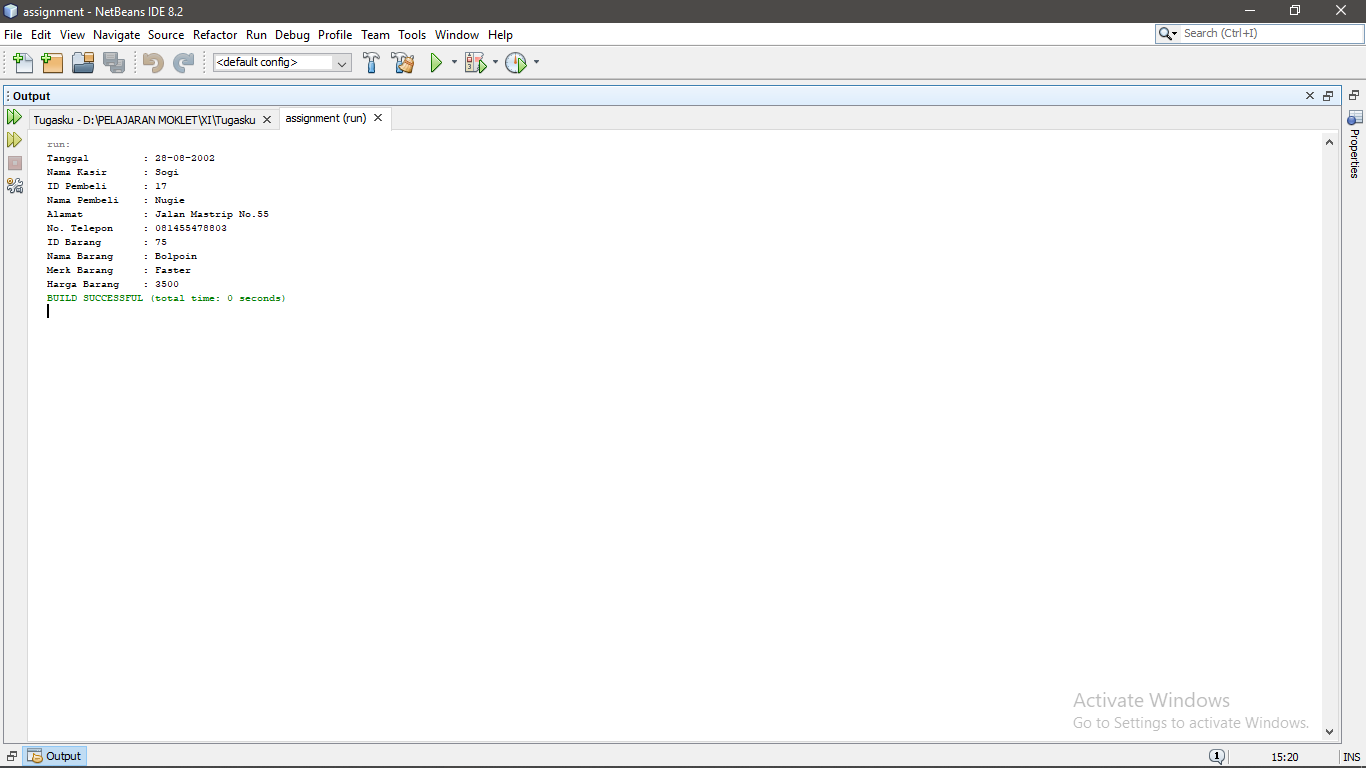 assignment - NetBeans IDE 8.2
File Edit View Navigate Source Refactor Run Debug Profile Team Tools Window Help
Search (Ctrl+I)
<default config>
Output
Tugasku - D:\PELAJARAN MOKLET\XI\Tugasku
assignment (run)
Properties
run:
Tanggal : 28-08-2002
Nama Kasir : Sogi
ID Pembeli : 17
Nama Pembeli : Nugie
Alamat : Jalan Mastrip No.55
No. Telepon : 081455478803
ID Barang : 75
Nama Barang : Bolpoin
Merk Barang : Faster
Harga Barang : 3500
BUILD SUCCESSFUL (total time: 0 seconds)
Activate Windows
Go to Settings to activate Windows.
Output
1
15:20
INS